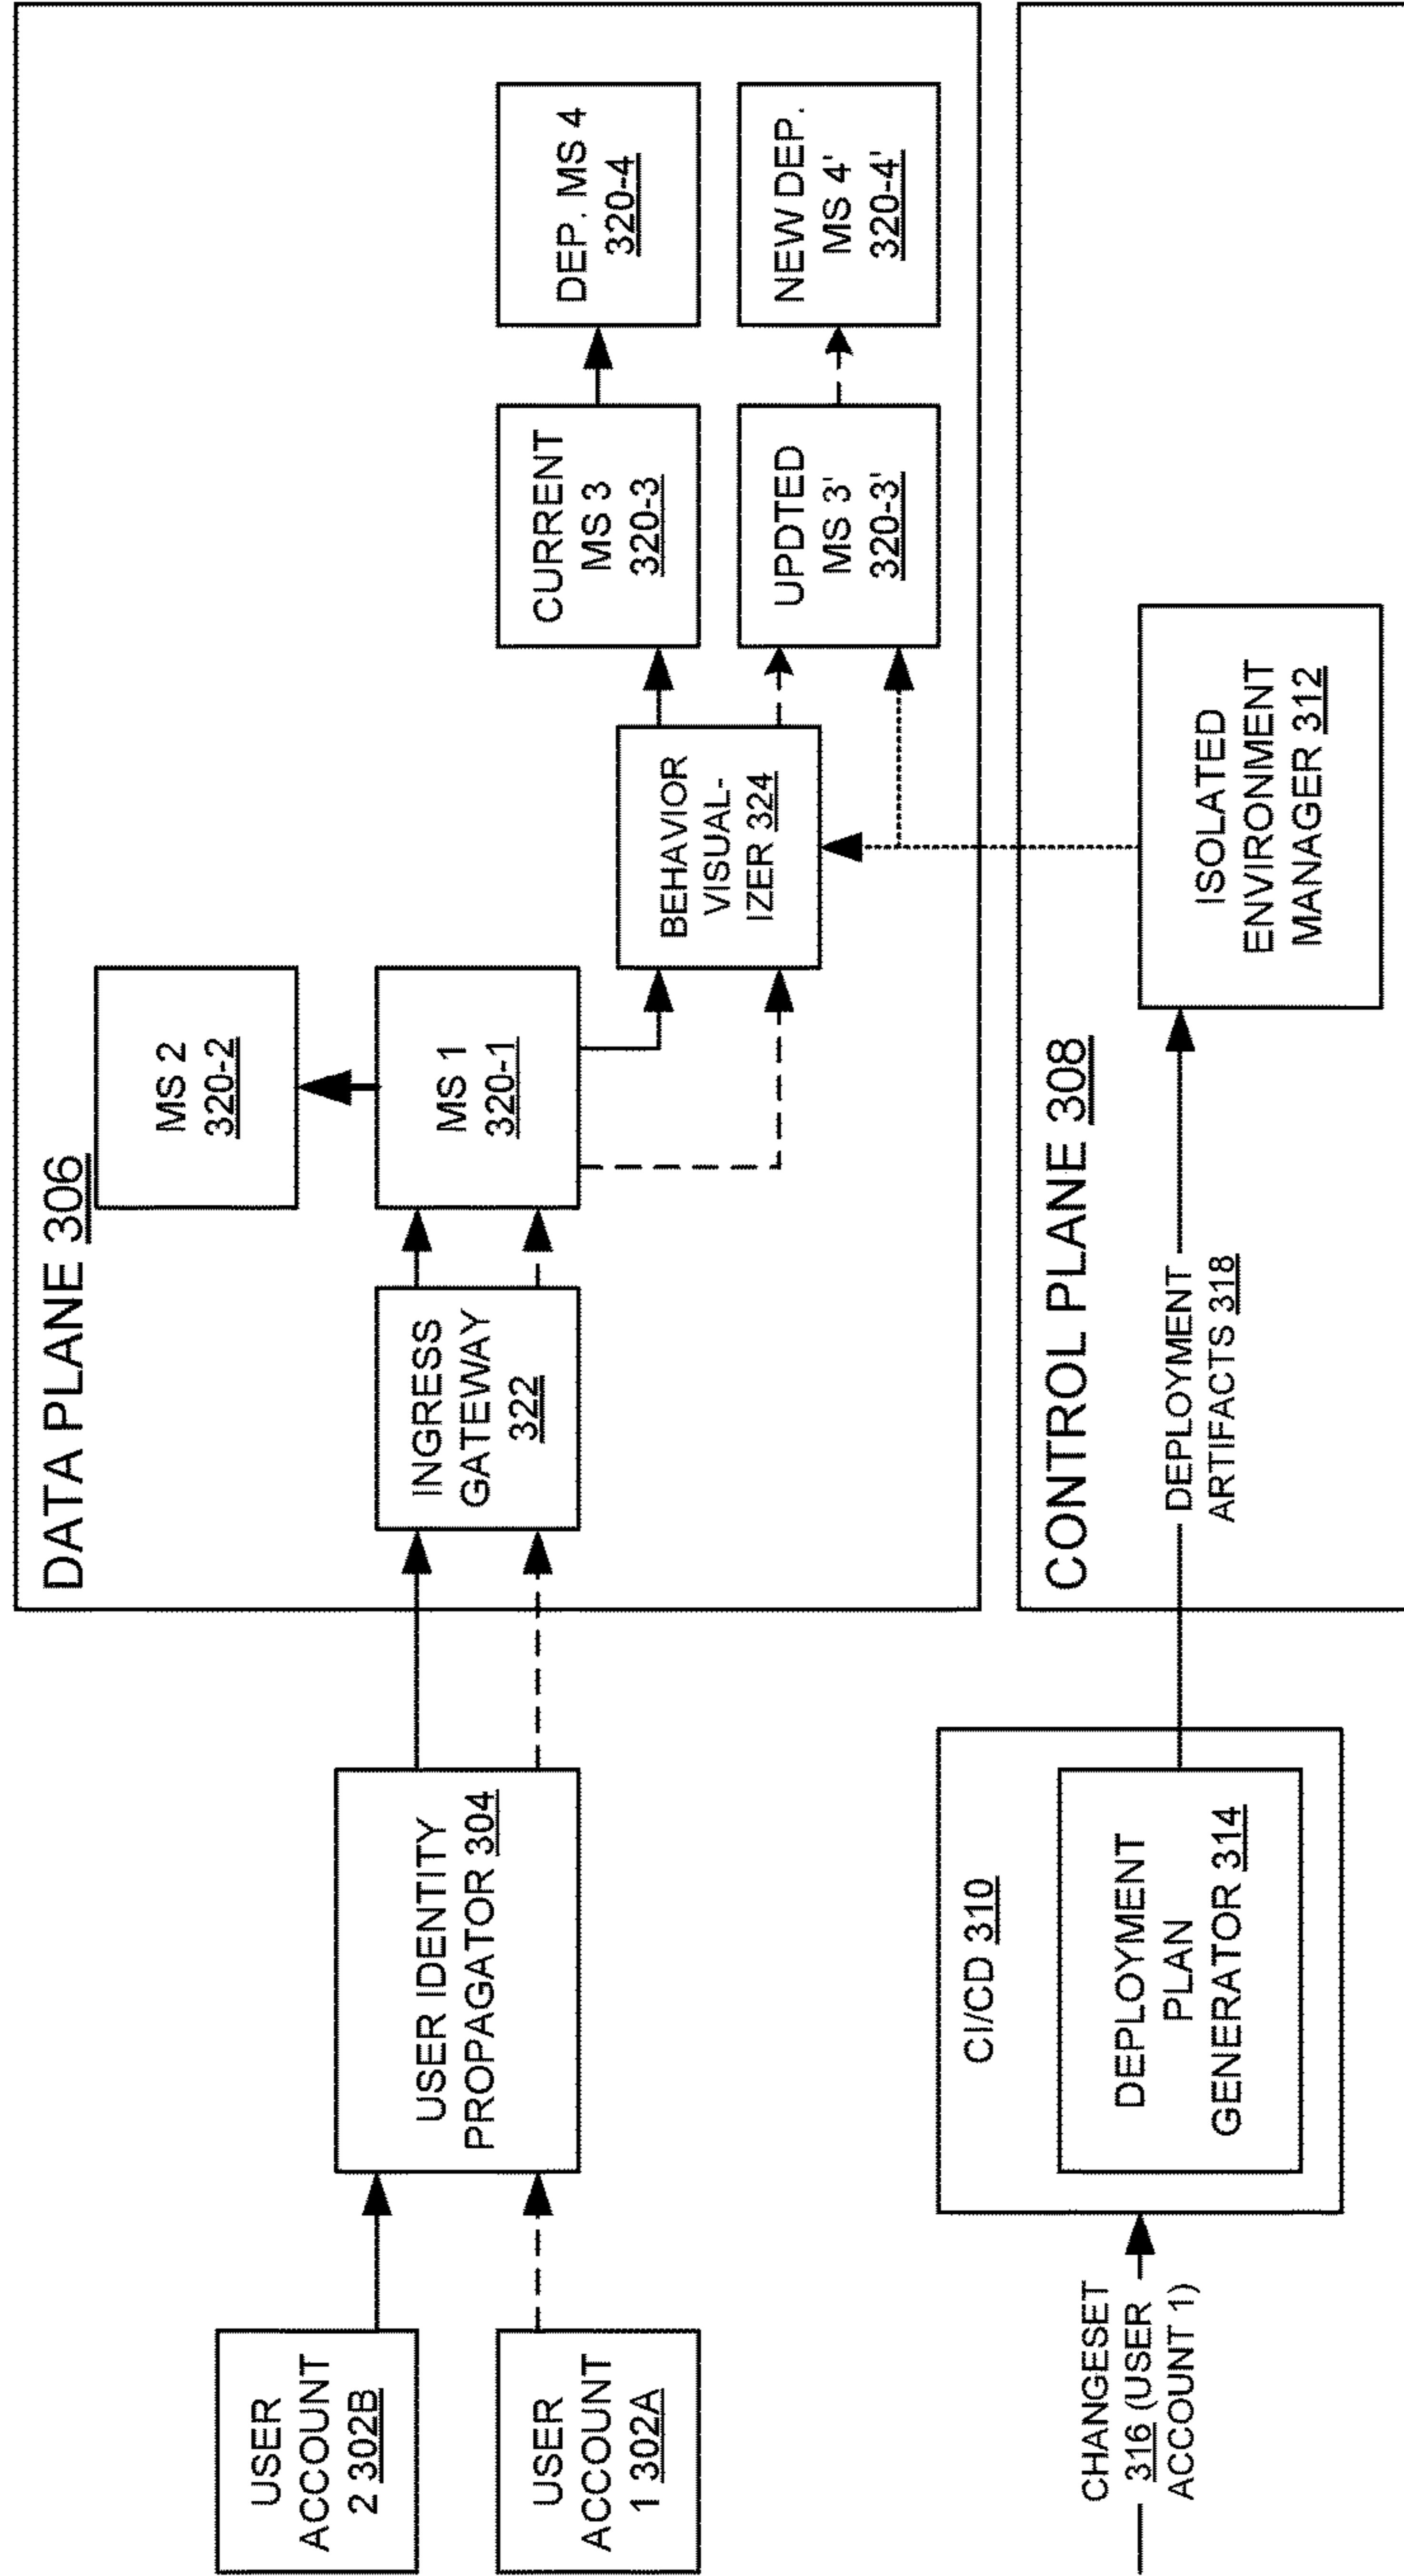 USER
ACCOUNT
2 302B
USER
ACCOUNT
1 302A
USER IDENTITY
PROPAGATOR 304
DATA PLANE 306
INGRESS
GATEWAY
322
MS 2
320-2
MS 1
320-1
BEHAVIOR
VISUAL-
IZER 324
CURRENT
MS 3
320-3
DEP. MS 4
320-4
UPDTED
MS 3'
320-3'
NEW DEP.
MS 4'
320-4'
CHANGESET
316 (USER
ACCOUNT 1)
CI/CD 310
DEPLOYMENT
PLAN
GENERATOR 314
CONTROL PLANE 308
DEPLOYMENT
ARTIFACTS 318
ISOLATED
ENVIRONMENT
MANAGER 312